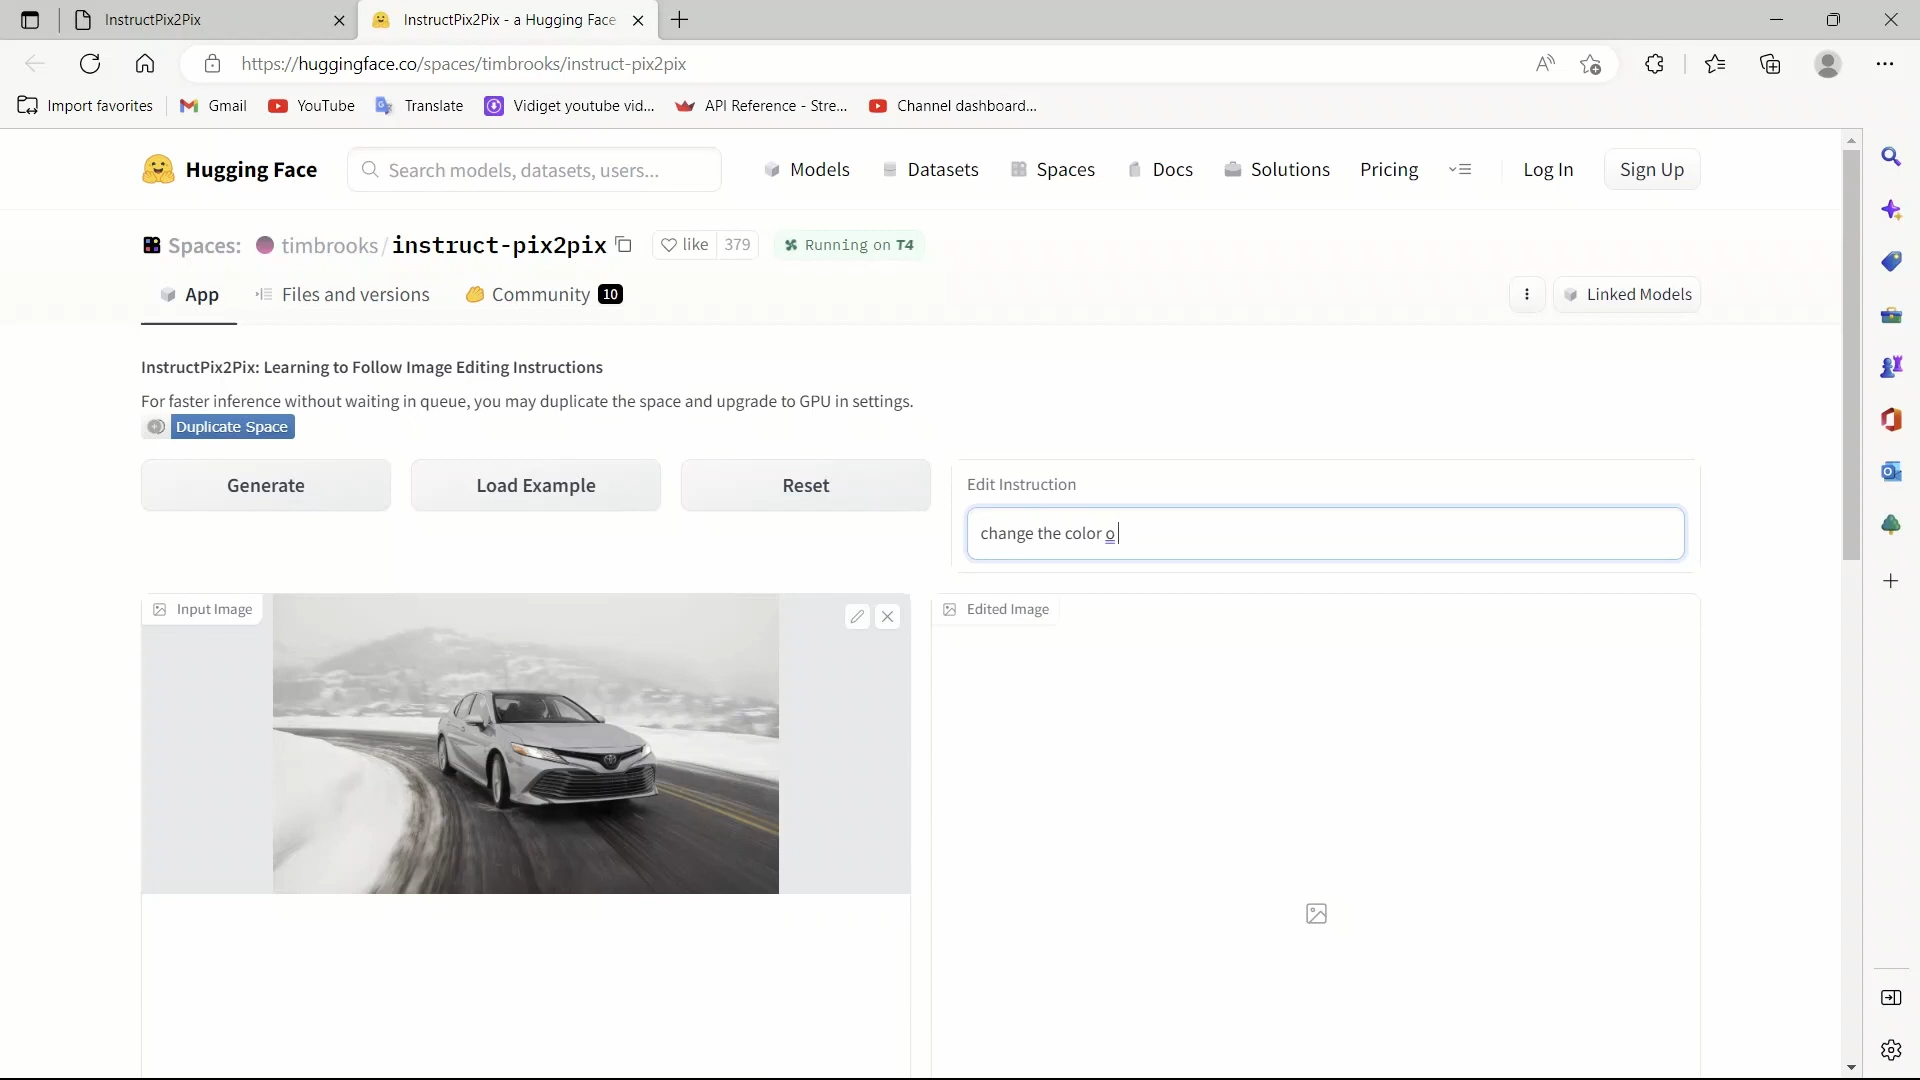 InstructPix2Pix
InstructPix2Pix - a Hugging Face
https://huggingface.co/spaces/timbrooks/instruct-pix2pix
Import favorites
Gmail
YouTube
Translate
Vidiget youtube vid...
API Reference - Stre...
Channel dashboard...
Hugging Face
Search models, datasets, users...
Models
Datasets
Spaces
Docs
Solutions
Pricing
Log In
Sign Up
Spaces:
timbrooks/instruct-pix2pix
like 379
Running on T4
App
Files and versions
Community 10
Linked Models
InstructPix2Pix: Learning to Follow Image Editing Instructions
For faster inference without waiting in queue, you may duplicate the space and upgrade to GPU in settings.
Duplicate Space
Generate
Load Example
Reset
Edit Instruction
change the color o
Input Image
Edited Image